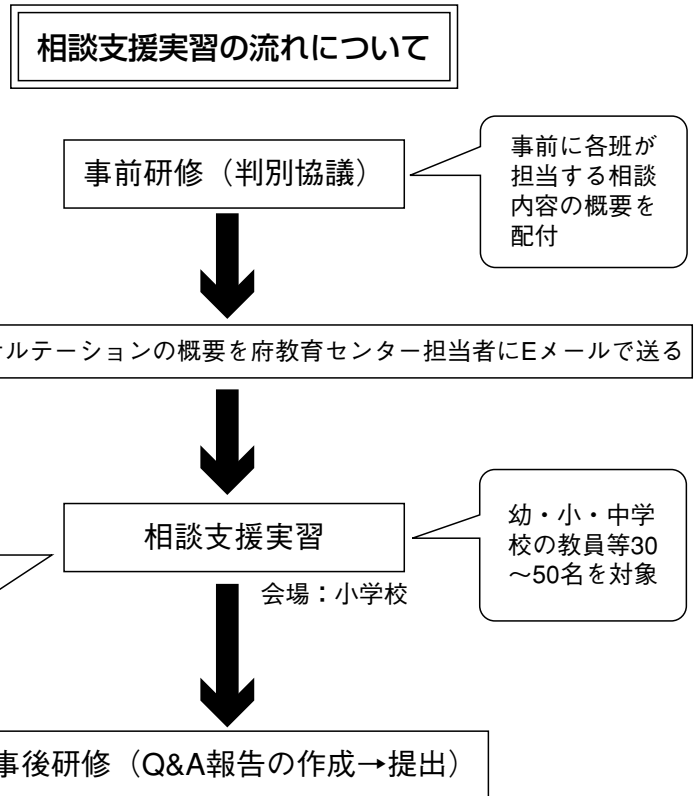 相談支援実習の流れについて
事前研修（判別協議）
事前に各班が
担当する相談
内容の概要を
配付
ルテーションの概要を府教育センター担当者にEメールで送る
相談支援実習
会場：小学校
幼・小・中学
校の教員等30
～50名を対象
事後研修（Q&A報告の作成→提出）